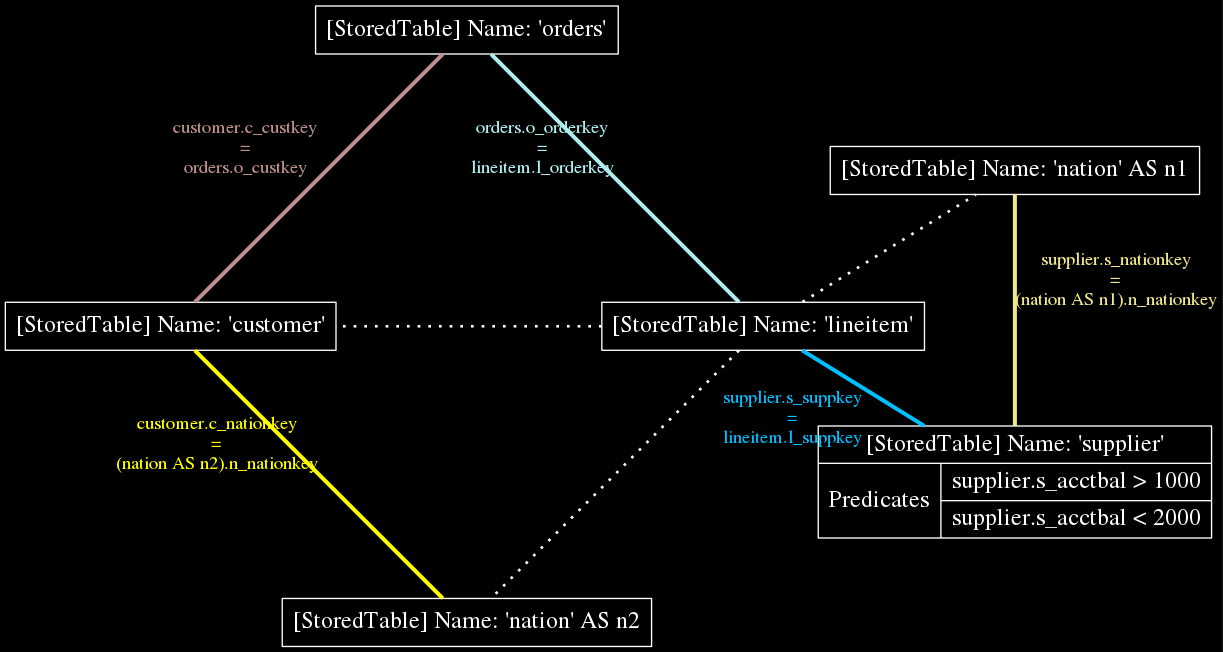 [StoredTable] Name: 'orders'
customer.c_custkey
=
orders.o_custkey
orders.o_orderkey
=
lineitem.l_orderkey
[StoredTable] Name: 'nation' AS n1
supplier.s_nationkey
=
(nation AS n1).n_nationkey
[StoredTable] Name: 'customer'
[StoredTable] Name: 'lineitem'
customer.c_nationkey
=
(nation AS n2).n_nationkey
supplier.s_suppkey
=
lineitem.l_suppkey
[StoredTable] Name: 'supplier'
Predicates
supplier.s_acctbal > 1000
supplier.s_acctbal < 2000
[StoredTable] Name: 'nation' AS n2